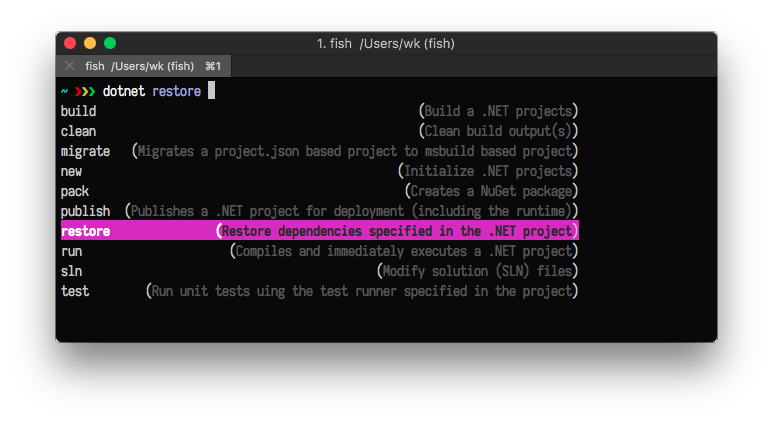 1. fish  /Users/wk (fish)
fish  /Users/wk (fish)  ⌘1
~ ❯❯❯ dotnet restore
build (Build a .NET projects)
clean (Clean build output(s))
migrate (Migrates a project.json based project to msbuild based project)
new (Initialize .NET projects)
pack (Creates a NuGet package)
publish (Publishes a .NET project for deployment (including the runtime))
restore (Restore dependencies specified in the .NET project)
run (Compiles and immediately executes a .NET project)
sln (Modify solution (SLN) files)
test (Run unit tests uing the test runner specified in the project)